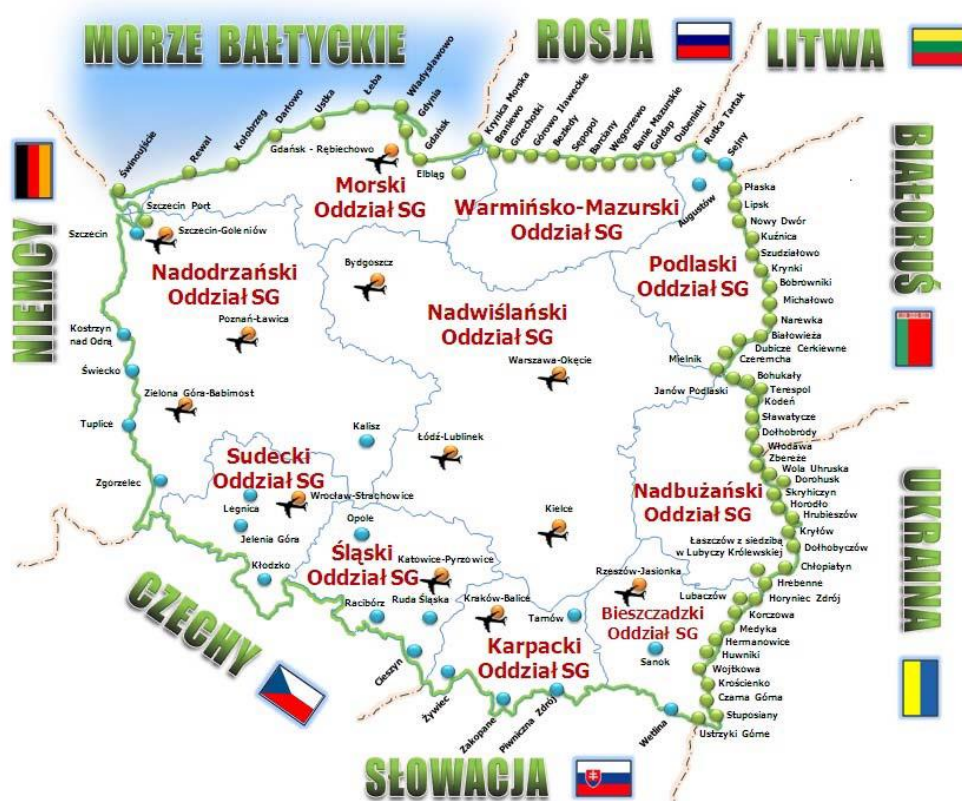 MORZE BAŁTYCKIE
ROSJA
LITWA
BIAŁORUŚ
UKRAINA
SŁOWACJA
CZECHY
NIEMCY
Świnoujście
Rewal
Kołobrzeg
Darłowo
Ustka
Łeba
Władysławowo
Gdynia
Gdańsk
Krynica Morska
Braniewo
Grzechotki
Górowo Iławeckie
Bezledy
Sępopol
Barciany
Węgorzewo
Banie Mazurskie
Gołdap
Dubeninki
Rutka Tartak
Sejny
Gdańsk - Rębiechowo
Elbląg
Morski
Oddział SG
Warmińsko-Mazurski
Oddział SG
Augustów
Płaska
Lipsk
Nowy Dwór
Kuźnica
Szudziałowo
Krynki
Bobrowniki
Michałowo
Narewka
Białowieża
Dubicze Cerkiewne
Czeremcha
Mielnik
Podlaski
Oddział SG
Szczecin Port
Szczecin
Szczecin-Goleniów
Nadodrzański
Oddział SG
Bydgoszcz
Nadwiślański
Oddział SG
Poznań-Ławica
Kostrzyn
nad Odrą
Świecko
Warszawa-Okęcie
Janów Podlaski
Bohukały
Terespol
Kodeń
Sławatycze
Dołhobrody
Włodawa
Zbereże
Wola Uhruska
Dorohusk
Skryhiczyn
Horodło
Hrubieszów
Kryłów
Dołhobyczów
Chłopiatyn
Zielona Góra-Babimost
Tuplice
Kalisz
Łódź-Lublinek
Zgorzelec
Sudecki
Oddział SG
Wrocław-Strachowice
Legnica
Jelenia Góra
Kłodzko
Nadbużański
Oddział SG
Łaszczów z siedzibą
w Lubyczy Królewskiej
Kielce
Opole
Śląski
Oddział SG
Katowice-Pyrzowice
Racibórz
Ruda Śląska
Kraków-Balice
Tarnów
Rzeszów-Jasionka
Lubaczów
Hrebenne
Horyniec Zdrój
Korczowa
Medyka
Hermanowice
Huwniki
Wojtkowa
Krościenko
Czarna Górna
Stuposiany
Ustrzyki Górne
Bieszczadzki
Oddział SG
Sanok
Karpacki
Oddział SG
Cieszyn
Żywiec
Zakopane
Piwniczna Zdrój
Wetlina